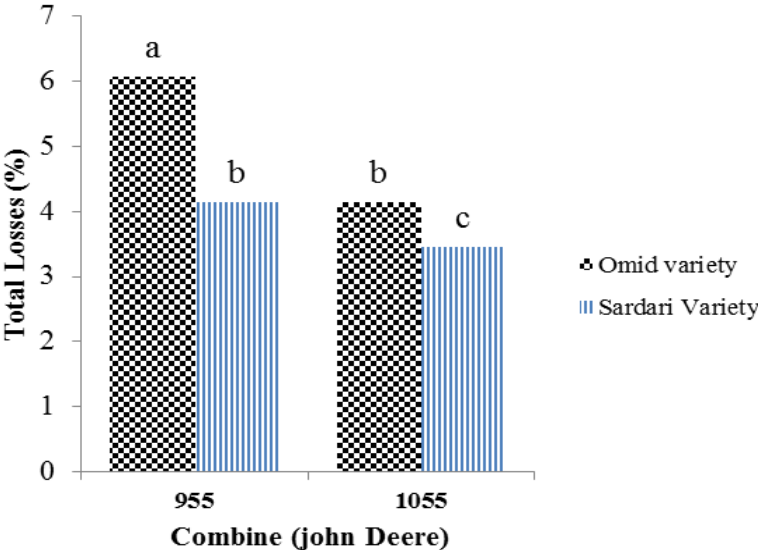 Total Losses (%)
7
6
5
4
3
2
1
0
a
b
b
c
955
1055
Combine (john Deere)
Omid variety
Sardari Variety